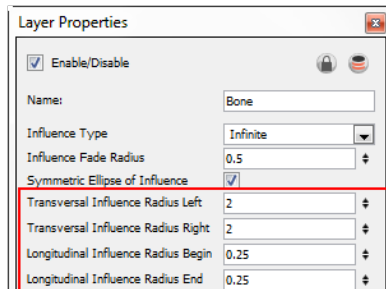 Layer Properties
Enable/Disable
Name: Bone
Influence Type Infinite
Influence Fade Radius 0.5
Symmetric Ellipse of Influence
Transversal Influence Radius Left 2
Transversal Influence Radius Right 2
Longitudinal Influence Radius Begin 0.25
Longitudinal Influence Radius End 0.25